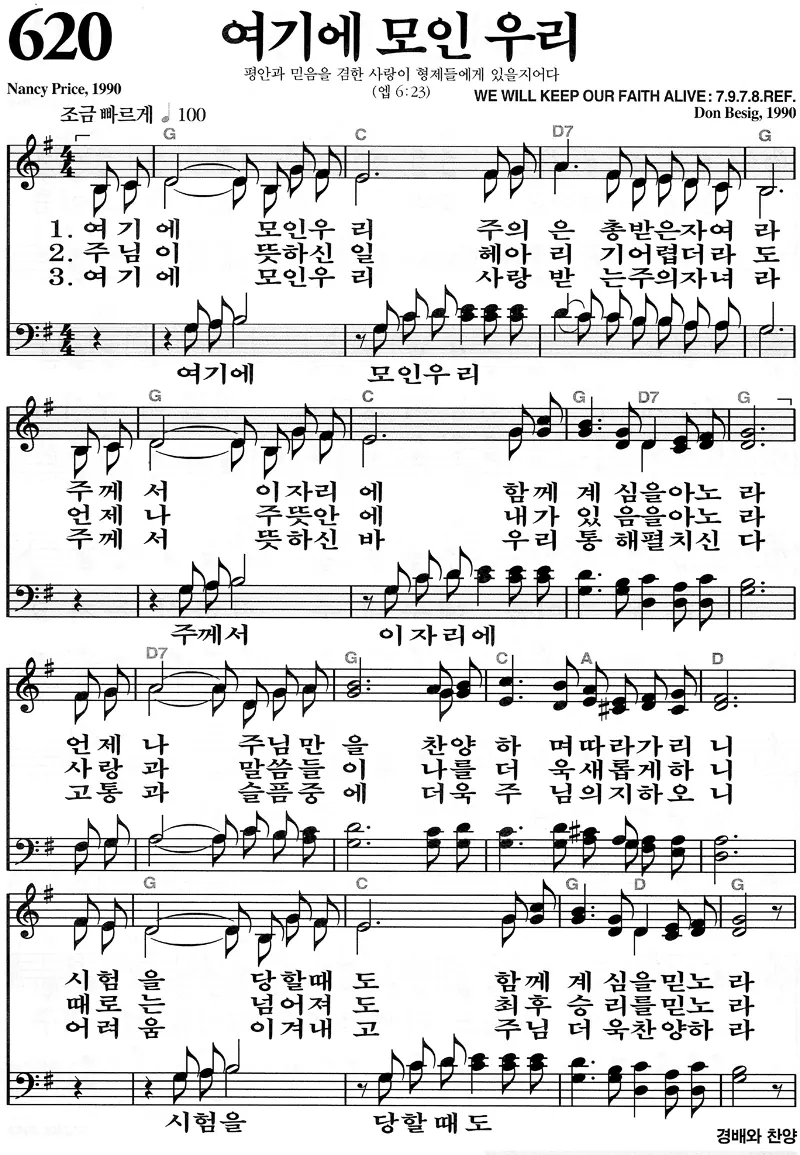 620 여기에 모인 우리
평안과 믿음을 겸한 사랑이 형제들에게 있을지어다
(엡 6:23)
Nancy Price, 1990
WE WILL KEEP OUR FAITH ALIVE: 7.9.7.8.REF.
Don Besig, 1990
조금 빠르게 ♩ 100
G C D7 G
1. 여 기 에 모인우 리 주의 은 총받은자여 라
2. 주 님 이 뜻하신 일 헤아 리 기어렵더라 도
3. 여 기 에 모인우 리 사랑 받 는주의자녀 라
여기에 모인우 리
G C G D7 G
주 께 서 이 자 리 에 함 께 계 심을아노 라
언 제 나 주뜻안 에 내 가 있 음을아노 라
주 께 서 뜻하신 바 우 리 통 해펼치신 다
주께서 이 자리 에
D7 G C A D
언 제 나 주 님 만 을 찬 양 하 며따라가리 니
사 랑 과 말씀들 이 나 를 더 욱새롭게하 니
고 통 과 슬픔중 에 더 욱 주 님의지하오 니
G C G D G
시 험 을 당할때 도 함 께 계 심을믿노 라
때 로 는 넘어져 도 최 후 승 리를믿노 라
어 려 움 이겨내 고 주 님 더 욱찬양하 라
시험을 당할 때 도
경배와 찬양